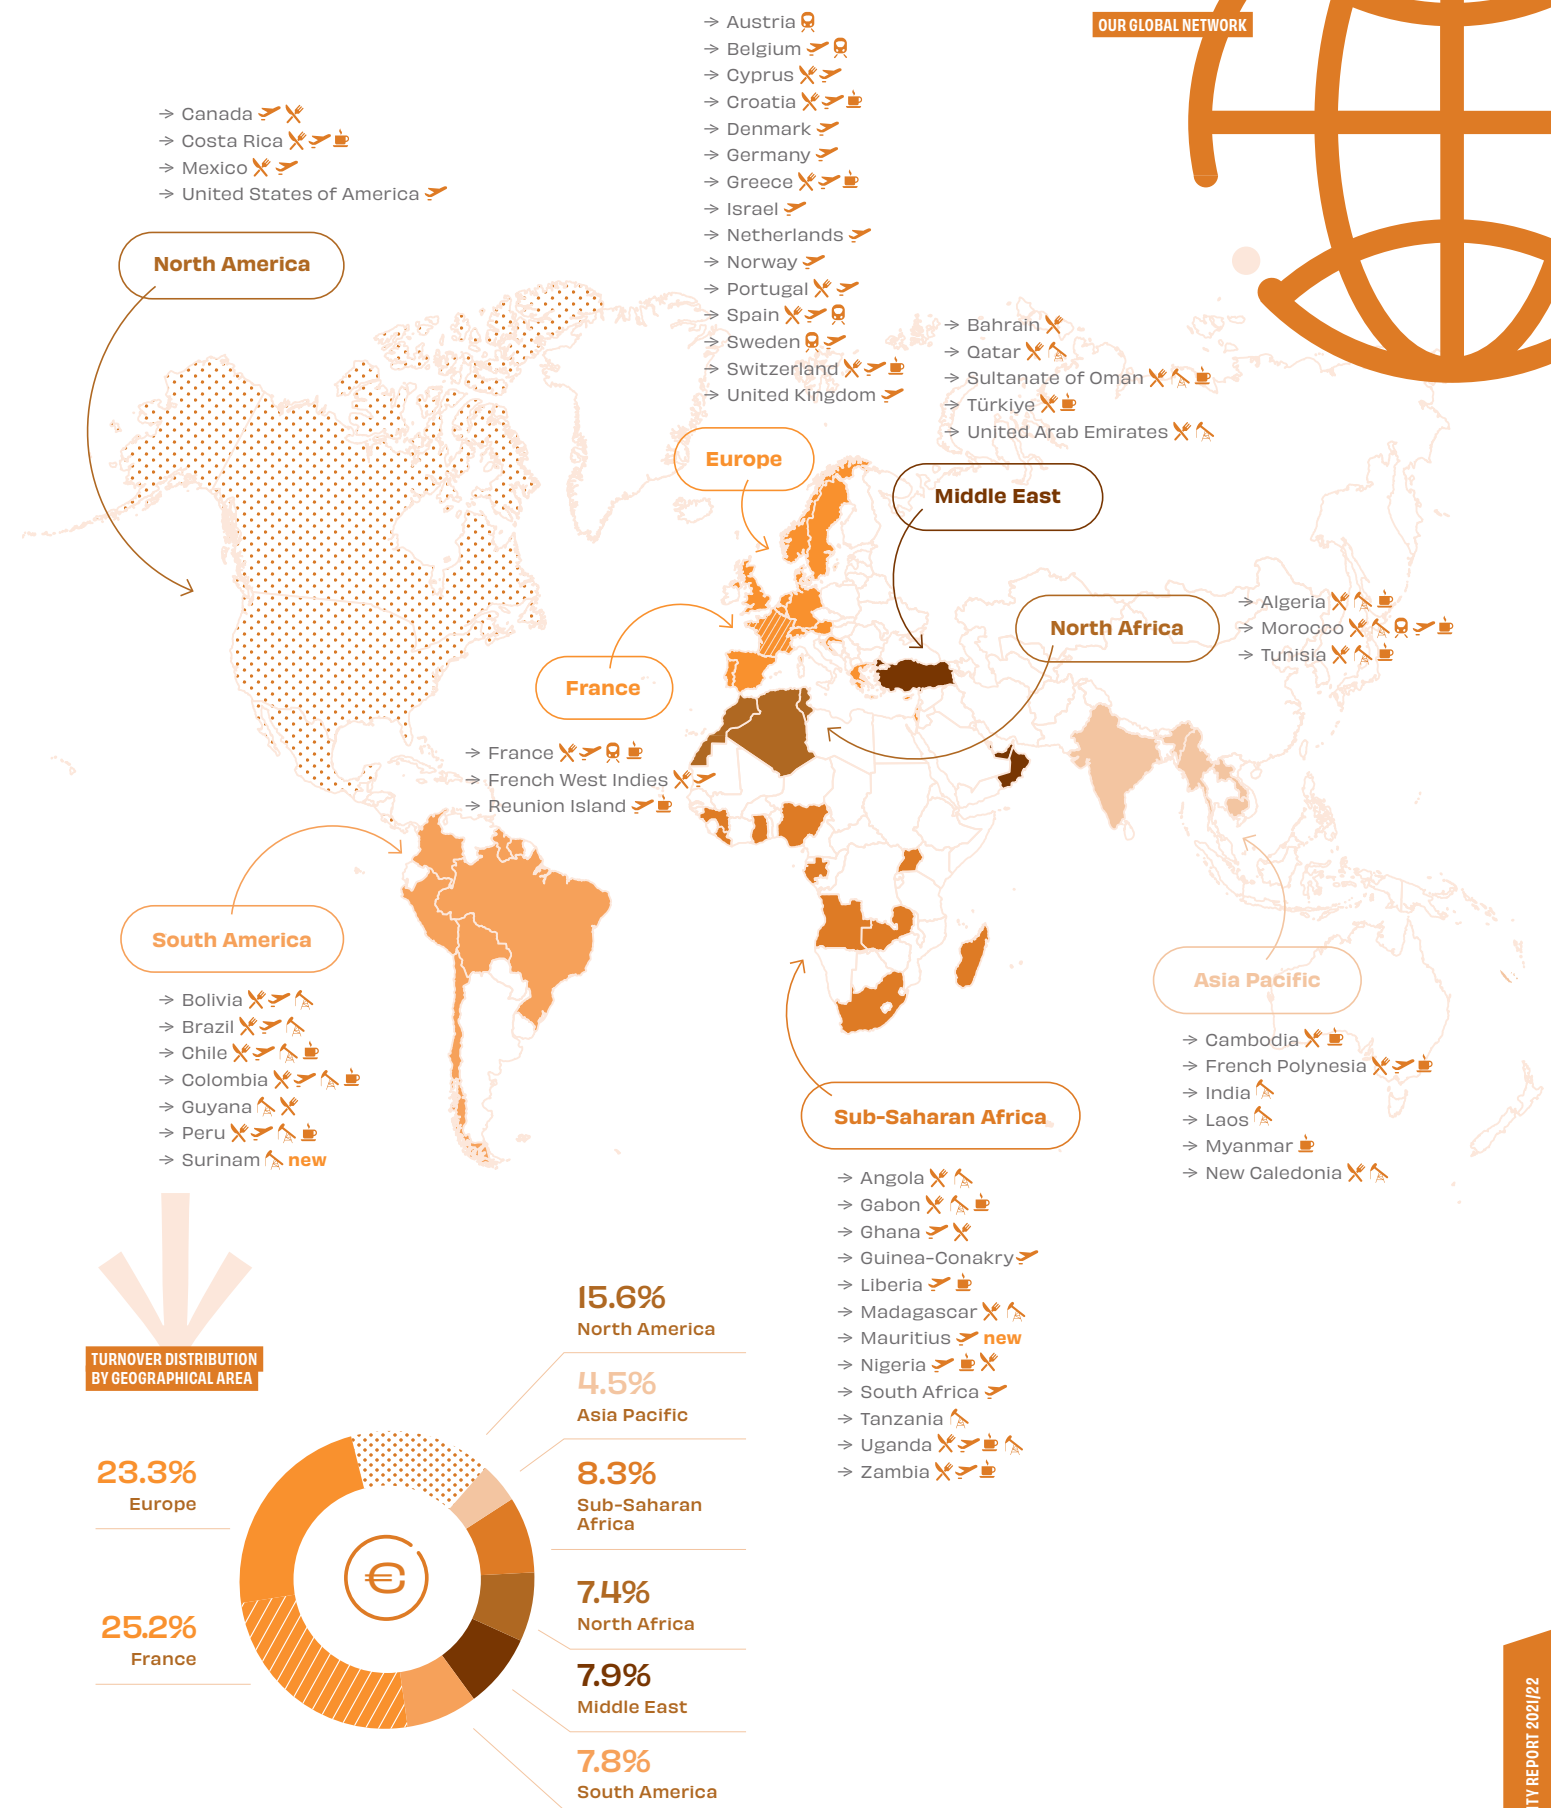 OUR GLOBAL NETWORK
Canada
Costa Rica
Mexico
United States of America
North America
Austria
Belgium
Cyprus
Croatia
Denmark
Germany
Greece
Israel
Netherlands
Norway
Portugal
Spain
Sweden
Switzerland
United Kingdom
Europe
Bahrain
Qatar
Sultanate of Oman
Türkiye
United Arab Emirates
Middle East
North Africa
Algeria
Morocco
Tunisia
France
France
French West Indies
Reunion Island
South America
Bolivia
Brazil
Chile
Colombia
Guyana
Peru
Surinam new
Asia Pacific
Cambodia
French Polynesia
India
Laos
Myanmar
New Caledonia
Sub-Saharan Africa
Angola
Gabon
Ghana
Guinea-Conakry
Liberia
Madagascar
Mauritius new
Nigeria
South Africa
Tanzania
Uganda
Zambia
TURNOVER DISTRIBUTION
BY GEOGRAPHICAL AREA
15.6%
North America
4.5%
Asia Pacific
8.3%
Sub-Saharan
Africa
7.4%
North Africa
7.9%
Middle East
7.8%
South America
23.3%
Europe
25.2%
France
€
REPORT 2021/22